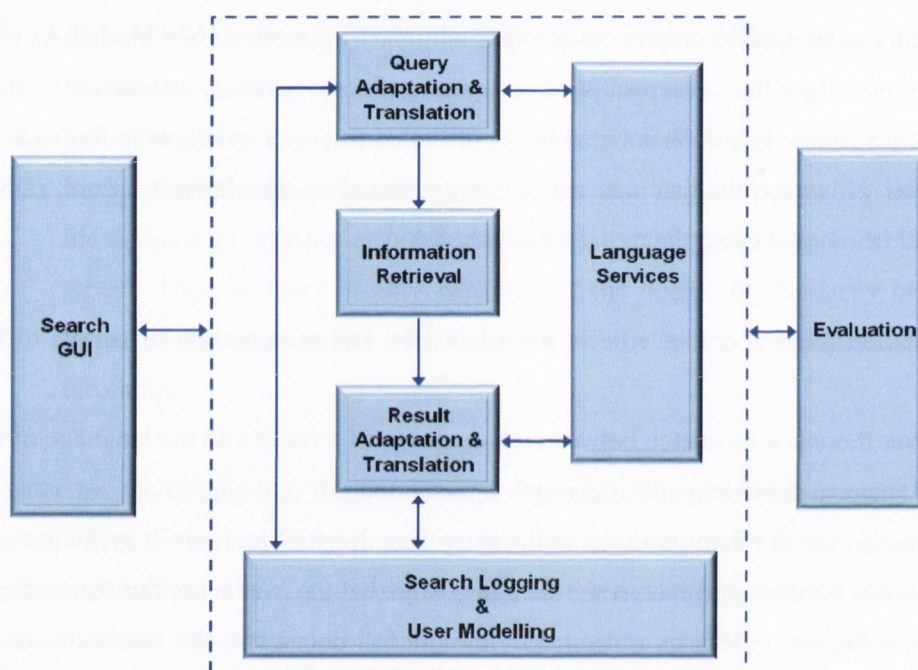 Query
Adaptation &
Translation
Information
Retrieval
Language
Services
Search
GUI
Evaluation
Result
Adaptation &
Translation
Search Logging
&
User Modelling